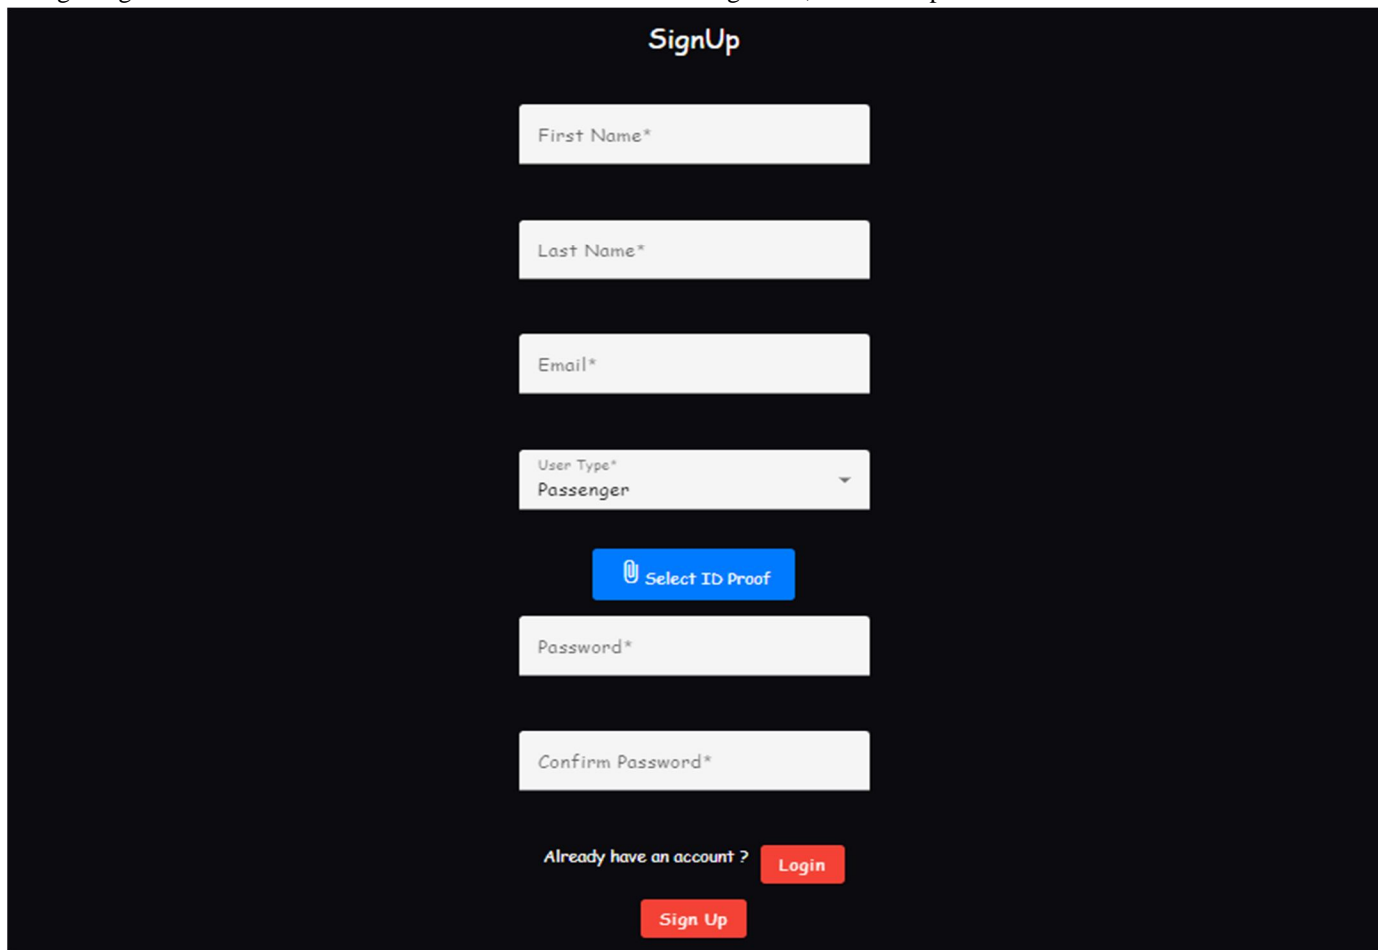 SignUp
First Name*
Last Name*
Email*
User Type*
Passenger
Select ID Proof
Password*
Confirm Password*
Already have an account ? Login
Sign Up